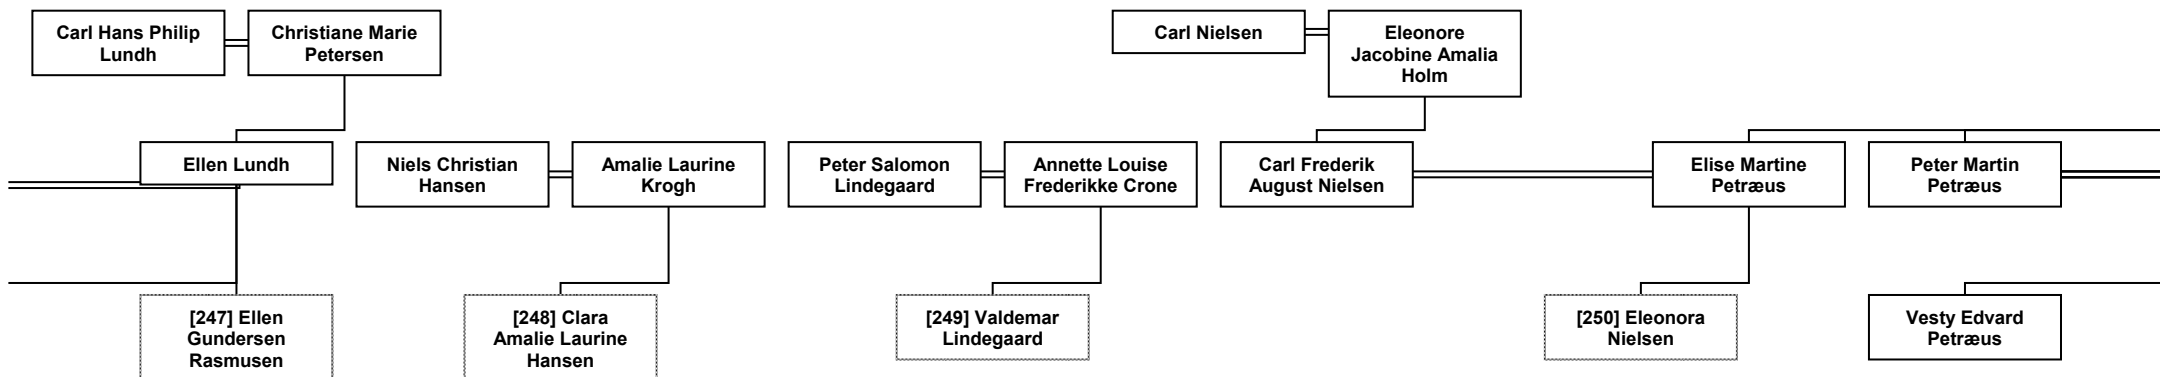 Carl Hans Philip
Lundh
Christiane Marie
Petersen
Carl Nielsen
Eleonore
Jacobine Amalia
Holm
Ellen Lundh
Niels Christian
Hansen
Amalie Laurine
Krogh
Peter Salomon
Lindegaard
Annette Louise
Frederikke Crone
Carl Frederik
August Nielsen
Elise Martine
Petræus
Peter Martin
Petræus
[247] Ellen
Gundersen
Rasmusen
[248] Clara
Amalie Laurine
Hansen
[249] Valdemar
Lindegaard
[250] Eleonora
Nielsen
Vesty Edvard
Petræus